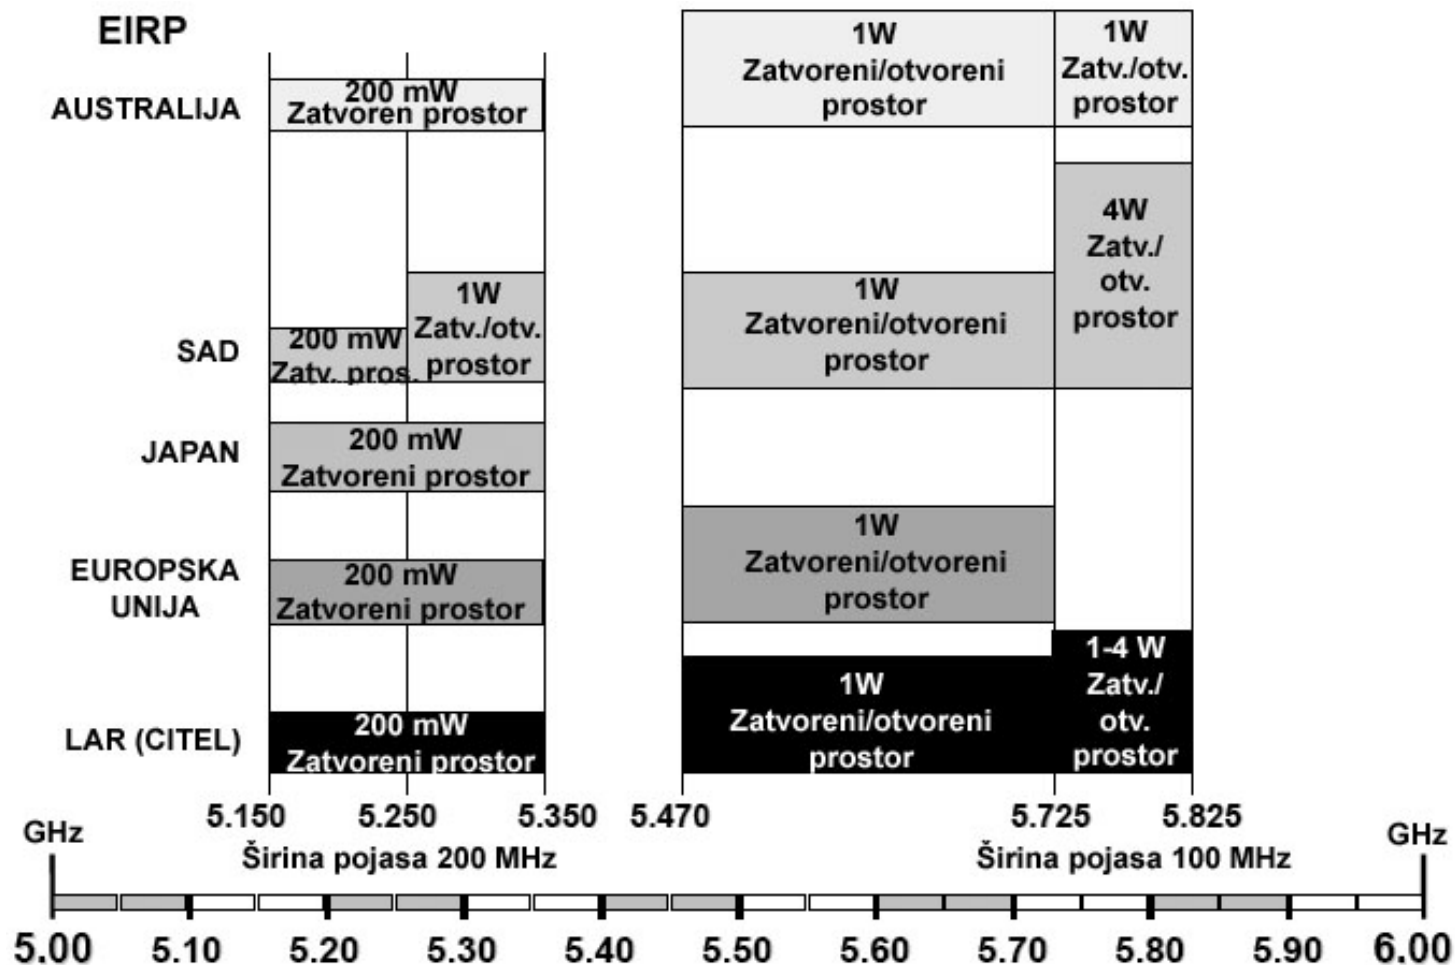 EIRP
AUSTRALIJA
200 mW
Zatvoren prostor
1W
Zatvoreni/otvoreni
prostor
1W
Zatv./otv.
prostor
SAD
200 mW
Zatv. pros.
1W
Zatv./otv.
prostor
1W
Zatvoreni/otvoreni
prostor
4W
Zatv./
otv.
prostor
JAPAN
200 mW
Zatvoreni prostor
EUROPSKA
UNIJA
200 mW
Zatvoreni prostor
1W
Zatvoreni/otvoreni
prostor
LAR (CITEL)
200 mW
Zatvoreni prostor
1W
Zatvoreni/otvoreni
prostor
1-4 W
Zatv./
otv.
prostor
5.150 5.250 5.350 5.470 5.725 5.825
GHz GHz
Širina pojasa 200 MHz Širina pojasa 100 MHz
5.00 5.10 5.20 5.30 5.40 5.50 5.60 5.70 5.80 5.90 6.00